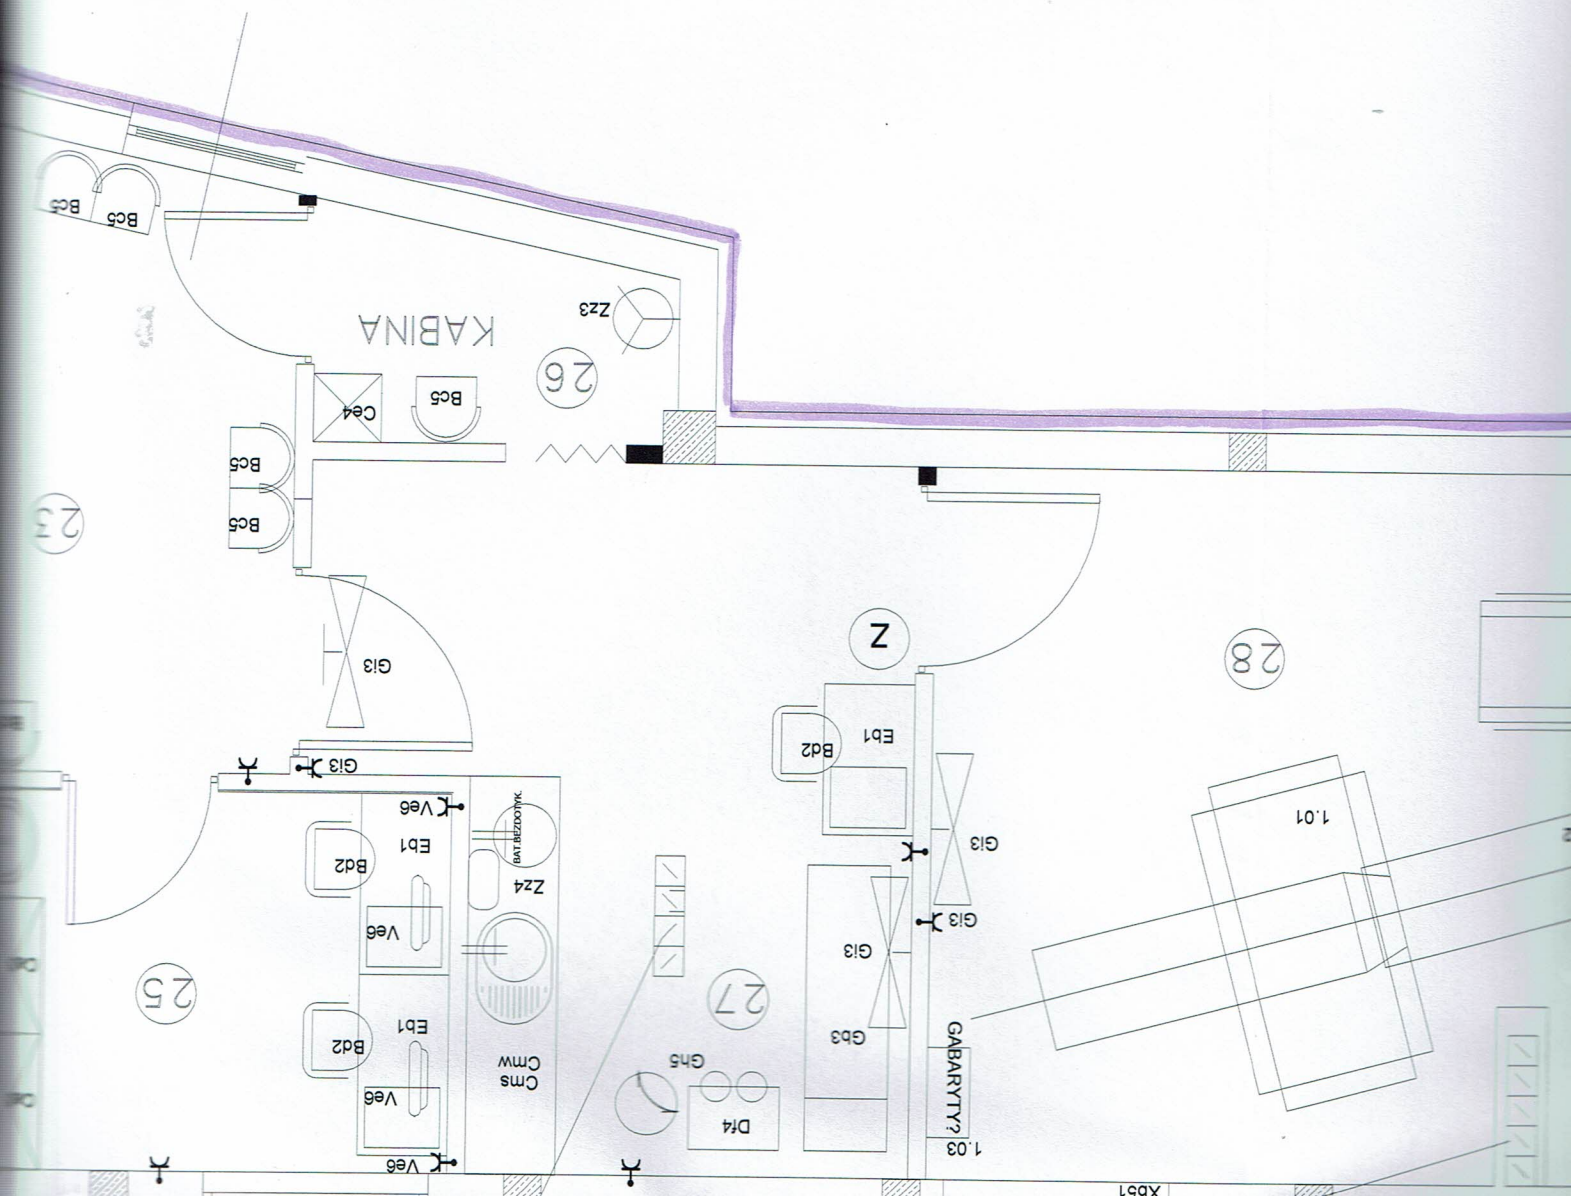 Bc5
Bc5
Zz3
KABINA
26
Ce4
Bc5
Bc5
Bc5
23
Z
28
Gi3
Eb1
Bd2
Gi3
Ve6
BAT.BEZDOTYK.
Eb1
Bd2
Zz4
Ve6
1.01
Gi3
Gi3
Gi3
25
27
Eb1
Bd2
Gb3
GABARYTY?
Gh5
Cms
Cmw
Ve6
Df4
1.03
Ve6
Xb51